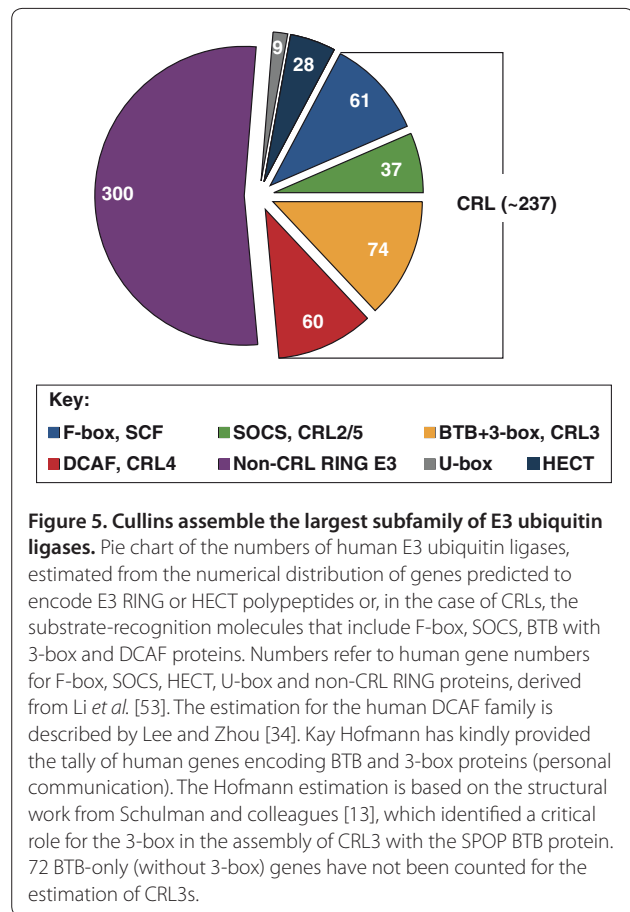 9
28
61
37
300
CRL (~237)
74
60
Key:
F-box, SCF SOCS, CRL2/5 BTB+3-box, CRL3
DCAF, CRL4 Non-CRL RING E3 U-box HECT
Figure 5. Cullins assemble the largest subfamily of E3 ubiquitin
ligases. Pie chart of the numbers of human E3 ubiquitin ligases,
estimated from the numerical distribution of genes predicted to
encode E3 RING or HECT polypeptides or, in the case of CRLs, the
substrate-recognition molecules that include F-box, SOCS, BTB with
3-box and DCAF proteins. Numbers refer to human gene numbers
for F-box, SOCS, HECT, U-box and non-CRL RING proteins, derived
from Li et al. [53]. The estimation for the human DCAF family is
described by Lee and Zhou [34]. Kay Hofmann has kindly provided
the tally of human genes encoding BTB and 3-box proteins (personal
communication). The Hofmann estimation is based on the structural
work from Schulman and colleagues [13], which identified a critical
role for the 3-box in the assembly of CRL3 with the SPOP BTB protein.
72 BTB-only (without 3-box) genes have not been counted for the
estimation of CRL3s.